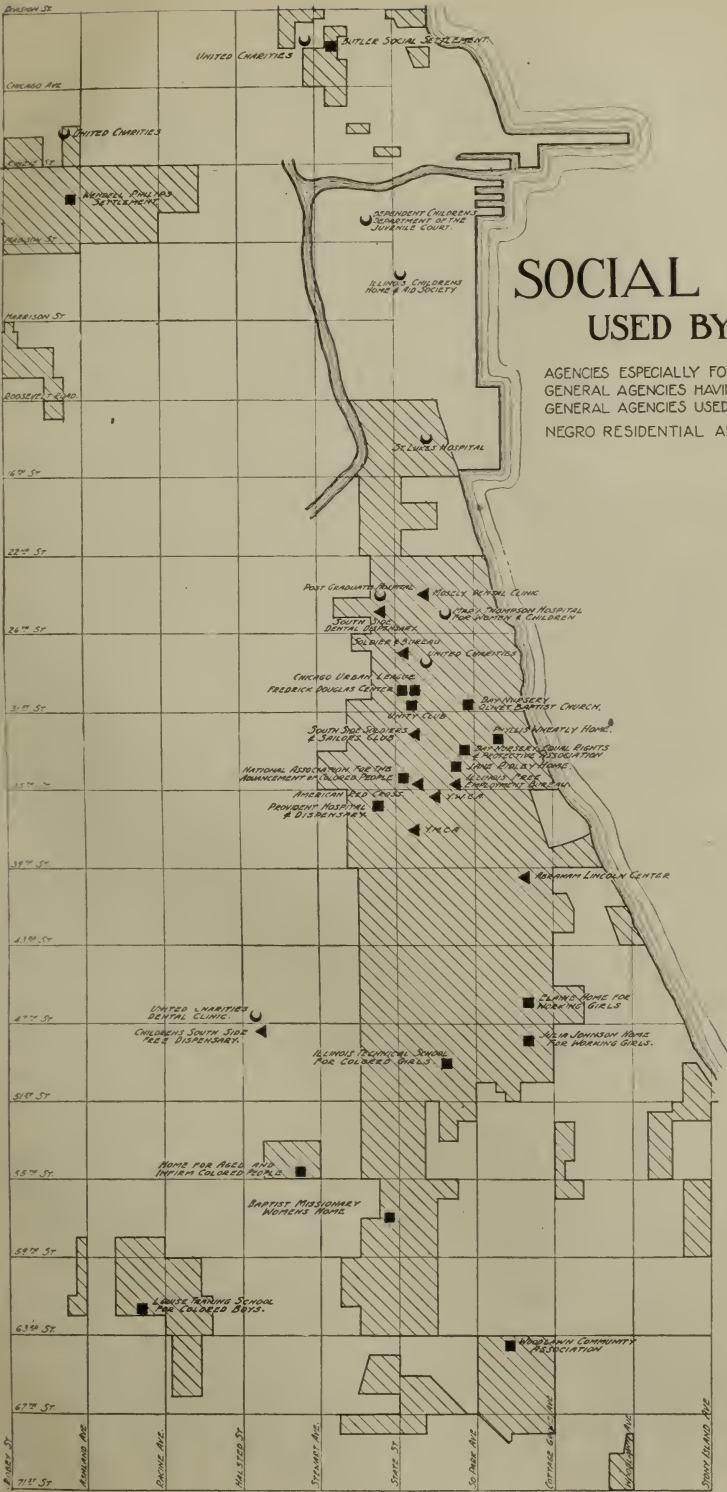 DIVISION ST.
UNITED CHARITIES
BUTLER SOCIAL SETTLEMENT.
CHICAGO AVE
UNITED CHARITIES
KINZIE ST
WENDELL PHILLIPS
SETTLEMENT.
DEPENDENT CHILDRENS
DEPARTMENT OF THE
JUVENILE COURT.
MADISON ST
ILLINOIS CHILDRENS
HOME & AID SOCIETY
SOCIAL
USED BY
HARRISON ST
AGENCIES ESPECIALLY FO
GENERAL AGENCIES HAVIN
GENERAL AGENCIES USED
NEGRO RESIDENTIAL A
ROOSEVELT ROAD.
ST LUKES HOSPITAL
16TH ST
22ND ST
POST GRADUATE HOSPITAL
MOSELY DENTAL CLINIC
SOUTH SIDE
DENTAL DISPENSARY.
MARY THOMPSON HOSPITAL
FOR WOMEN & CHILDREN
26TH ST
SOLDIERS BUREAU
UNITED CHARITIES
CHICAGO URBAN LEAGUE
FREDRICK DOUGLAS CENTER
DAY NURSERY
OLIVET BAPTIST CHURCH.
31ST ST
UNITY CLUB
SOUTH SIDE SOLDIERS
& SAILORS CLUB
PHYLLIS WHEATLY HOME.
DAY NURSERY EQUAL RIGHTS
& PROTECTIVE ASSOCIATION
JANE RIDLEY HOME.
NATIONAL ASSOCIATION FOR THE
ADVANCEMENT OF COLORED PEOPLE
ILLINOIS FREE
EMPLOYMENT BUREAU
35TH ST
AMERICAN RED CROSS.
Y.W.C.A.
PROVIDENT HOSPITAL
& DISPENSARY.
Y.M.C.A.
39TH ST
ABRAHAM LINCOLN CENTER
43RD ST
ELAINE HOME FOR
WORKING GIRLS
UNITED CHARITIES
DENTAL CLINIC.
47TH ST
CHILDRENS SOUTH SIDE
FREE DISPENSARY.
JULIA JOHNSON HOME
FOR WORKING GIRLS.
ILLINOIS TECHNICAL SCHOOL
FOR COLORED GIRLS.
51ST ST
HOME FOR AGED AND
INFIRM COLORED PEOPLE.
55TH ST
BAPTIST MISSIONARY
WOMENS HOME
59TH ST
LOUISE TRAINING SCHOOL
FOR COLORED BOYS.
63RD ST
WOODLAWN COMMUNITY
ASSOCIATION
67TH ST
71ST ST
ASHLAND AVE
RACINE AVE
HALSTED ST
STEWART AVE.
STATE ST
SO PARK AVE
COTTAGE GROVE AVE
WOODLAWN AVE
STONY ISLAND AVE